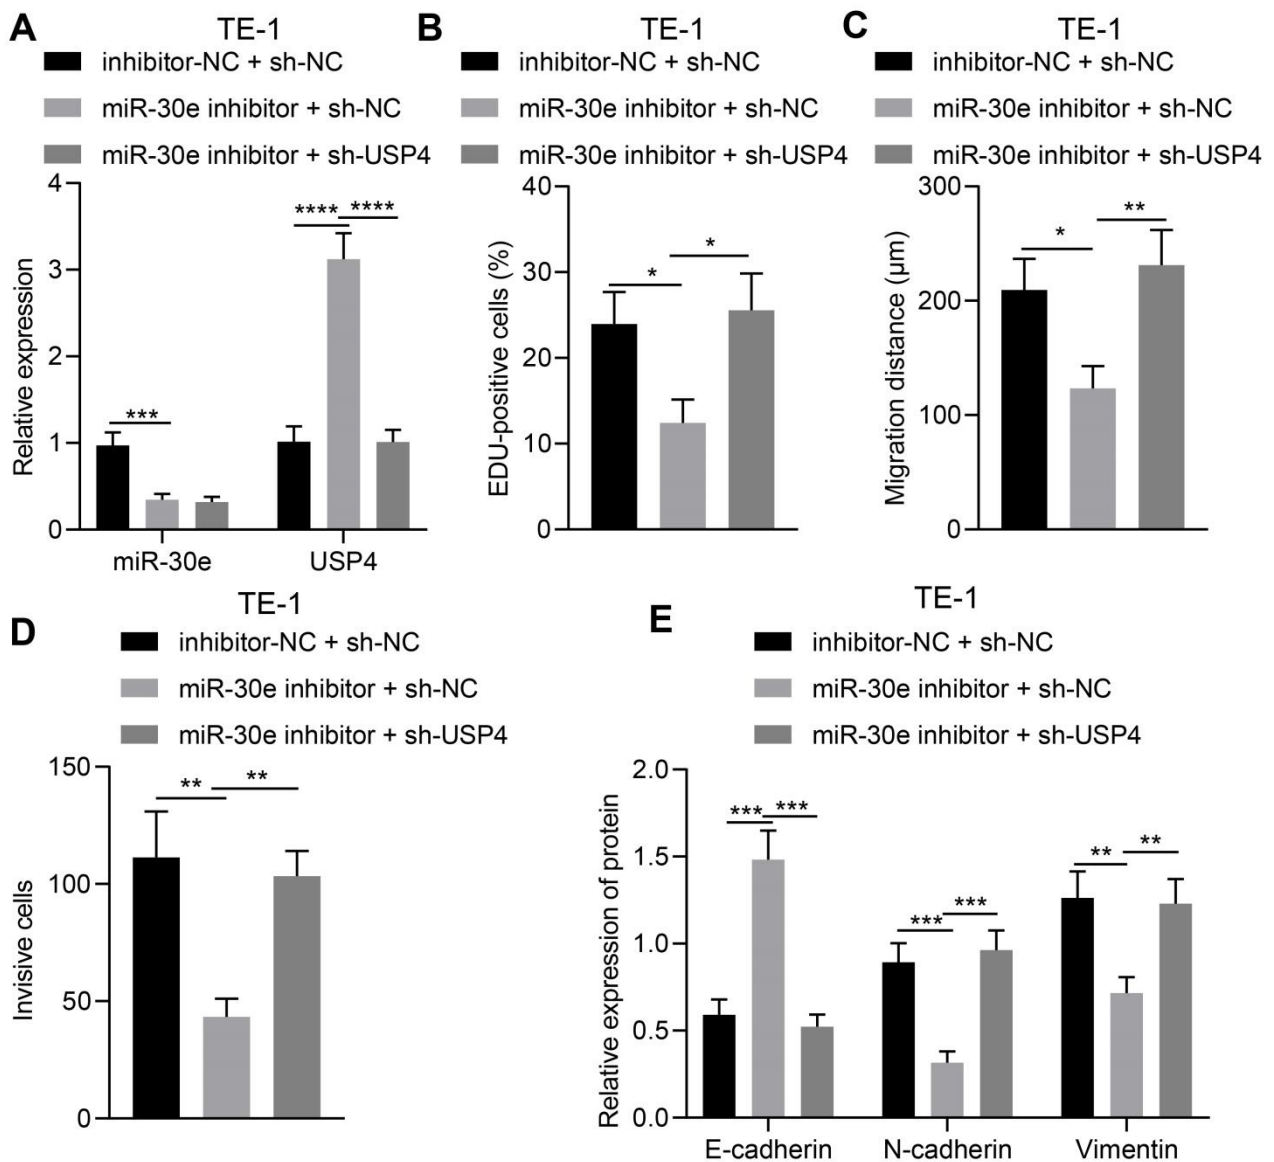 A
TE-1
inhibitor-NC + sh-NC
miR-30e inhibitor + sh-NC
miR-30e inhibitor + sh-USP4
Relative expression
4
3
2
1
0
***
****
****
miR-30e
USP4
B
TE-1
inhibitor-NC + sh-NC
miR-30e inhibitor + sh-NC
miR-30e inhibitor + sh-USP4
EDU-positive cells (%)
40
30
20
10
0
*
*
C
TE-1
inhibitor-NC + sh-NC
miR-30e inhibitor + sh-NC
miR-30e inhibitor + sh-USP4
Migration distance (μm)
300
200
100
0
*
**
D
TE-1
inhibitor-NC + sh-NC
miR-30e inhibitor + sh-NC
miR-30e inhibitor + sh-USP4
Invisive cells
150
100
50
0
**
**
E
TE-1
inhibitor-NC + sh-NC
miR-30e inhibitor + sh-NC
miR-30e inhibitor + sh-USP4
Relative expression of protein
2.0
1.5
1.0
0.5
0.0
***
***
***
***
**
**
E-cadherin
N-cadherin
Vimentin